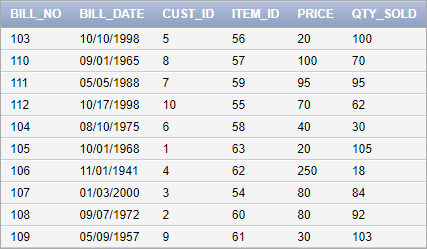 BILL_NO BILL_DATE CUST_ID ITEM_ID PRICE QTY_SOLD
103 10/10/1998 5 56 20 100
110 09/01/1965 8 57 100 70
111 05/05/1988 7 59 95 95
112 10/17/1998 10 55 70 62
104 08/10/1975 6 58 40 30
105 10/01/1968 1 63 20 105
106 11/01/1941 4 62 250 18
107 01/03/2000 3 54 80 84
108 09/07/1972 2 60 80 92
109 05/09/1957 9 61 30 103